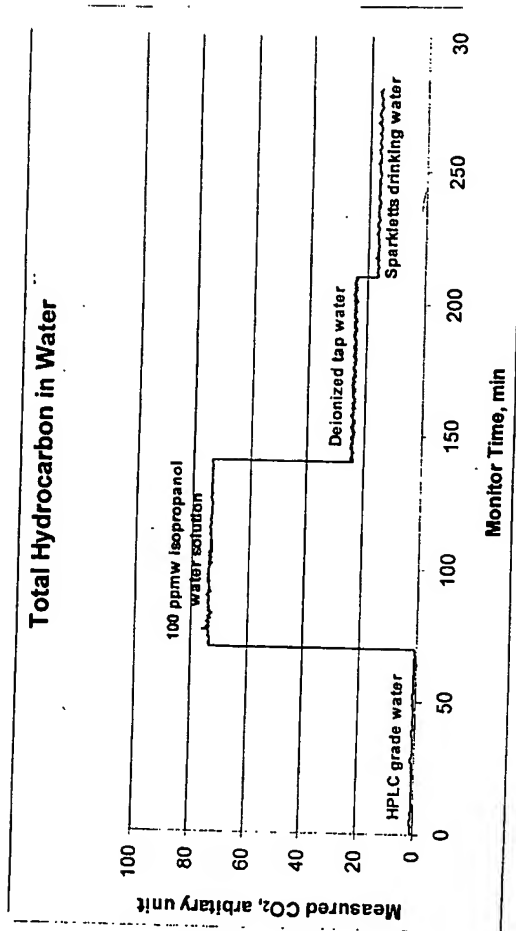 Total Hydrocarbon in Water
Measured CO₂, arbitary unit
100
80
60
40
20
0
HPLC grade water
100 ppmw isopropanol
water solution
Deionized tap water
Sparkletts drinking water
0
50
100
150
200
250
30
Monitor Time, min